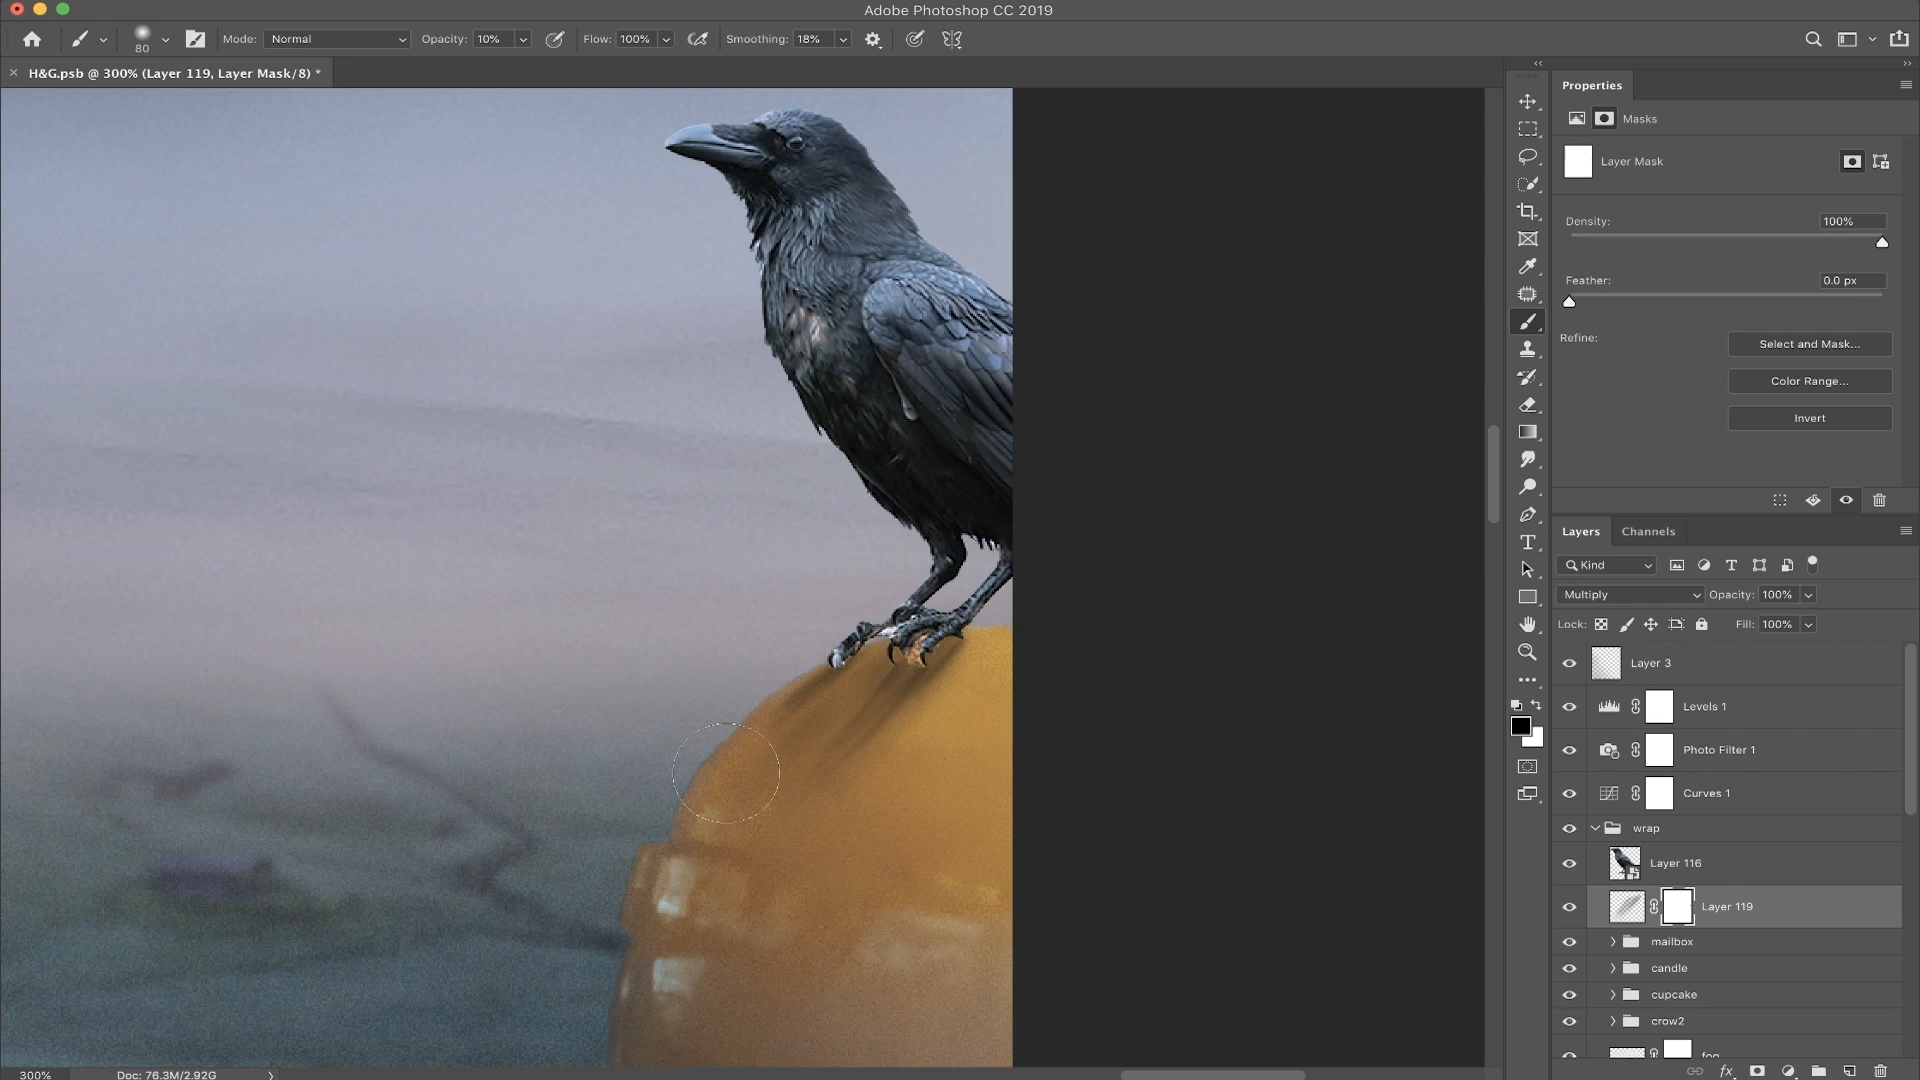 Adobe Photoshop CC 2019
80
Mode: Normal
Opacity: 10%
Flow: 100%
Smoothing: 18%
H&G.psb @ 300% (Layer 119, Layer Mask/8) *
Properties
Masks
Layer Mask
Density: 100%
Feather: 0.0 px
Refine:
Select and Mask...
Color Range...
Invert
Layers Channels
Kind
Multiply Opacity: 100%
Lock: Fill: 100%
Layer 3
Levels 1
Photo Filter 1
Curves 1
wrap
Layer 116
Layer 119
mailbox
candle
cupcake
crow2
fog
fx
300% Doc: 76.3M/2.92G